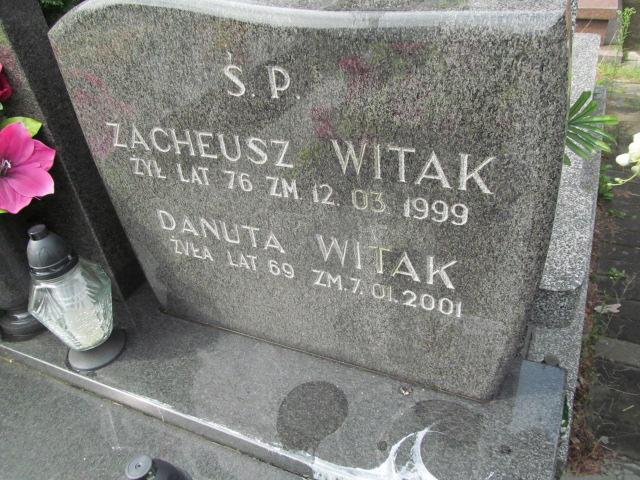 Ś. P.
ZACHEUSZ WITAK
ŻYŁ LAT 76 ZM 12. 03. 1999
DANUTA WITAK
ŻYŁA LAT 69 ZM. 7. 01. 2001